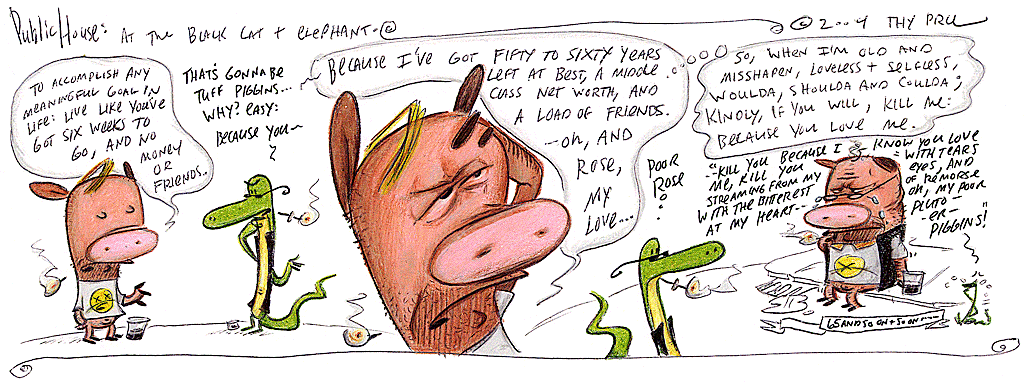 Public House: AT THE BLACK CAT + ELEPHANT.
© 2004 THY PRU
TO ACCOMPLISH ANY
MEANINGFUL GOAL IN
LIFE: LIVE LIKE YOU'VE
GOT SIX WEEKS TO
GO, AND NO
MONEY
OR
FRIENDS.
THAT'S GONNA BE
TUFF PIGGINS...
WHY? EASY:
BECAUSE YOU—
?
BECAUSE I'VE GOT FIFTY TO SIXTY YEARS
LEFT AT BEST, A MIDDLE
CLASS NET WORTH, AND
A LOAD OF FRIENDS.
—OH, AND
ROSE,
MY
LOVE...
POOR
ROSE
SO, WHEN I'M OLD AND
MISSHAPEN, LOVELESS + SELFLESS,
WOULDA, SHOULDA AND COULDA;
KINDLY, IF YOU WILL, KILL ME:
BECAUSE YOU LOVE ME.
"KILL YOU BECAUSE I KNOW YOU LOVE
ME, KILL YOU —WITH TEARS
STREAMING FROM MY EYES, AND
WITH THE BITTEREST OF REMORSE
AT MY HEART-- OH, MY POOR
PLUTO—
—ER—
PIGGINS!"
5/13